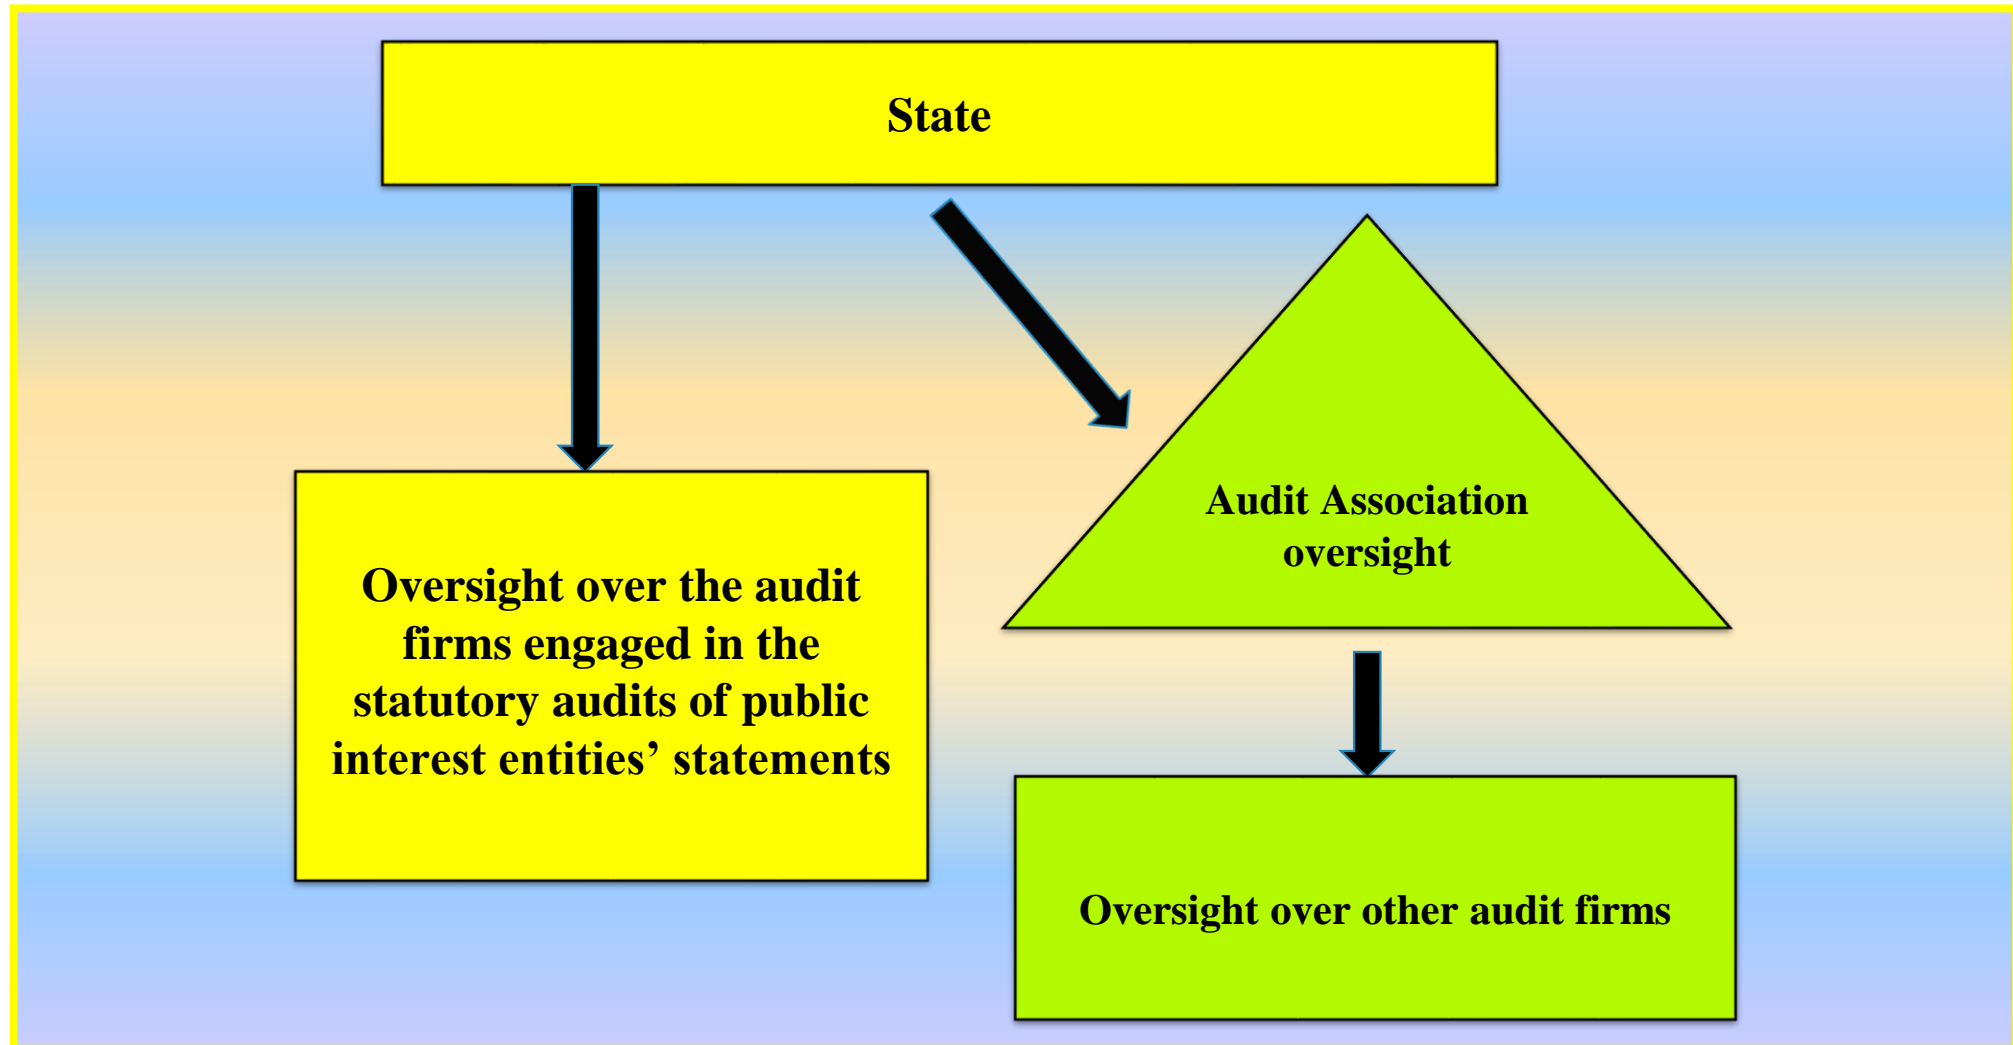 State
Audit Association
oversight
Oversight over the audit
firms engaged in the
statutory audits of public
interest entities’ statements
Oversight over other audit firms